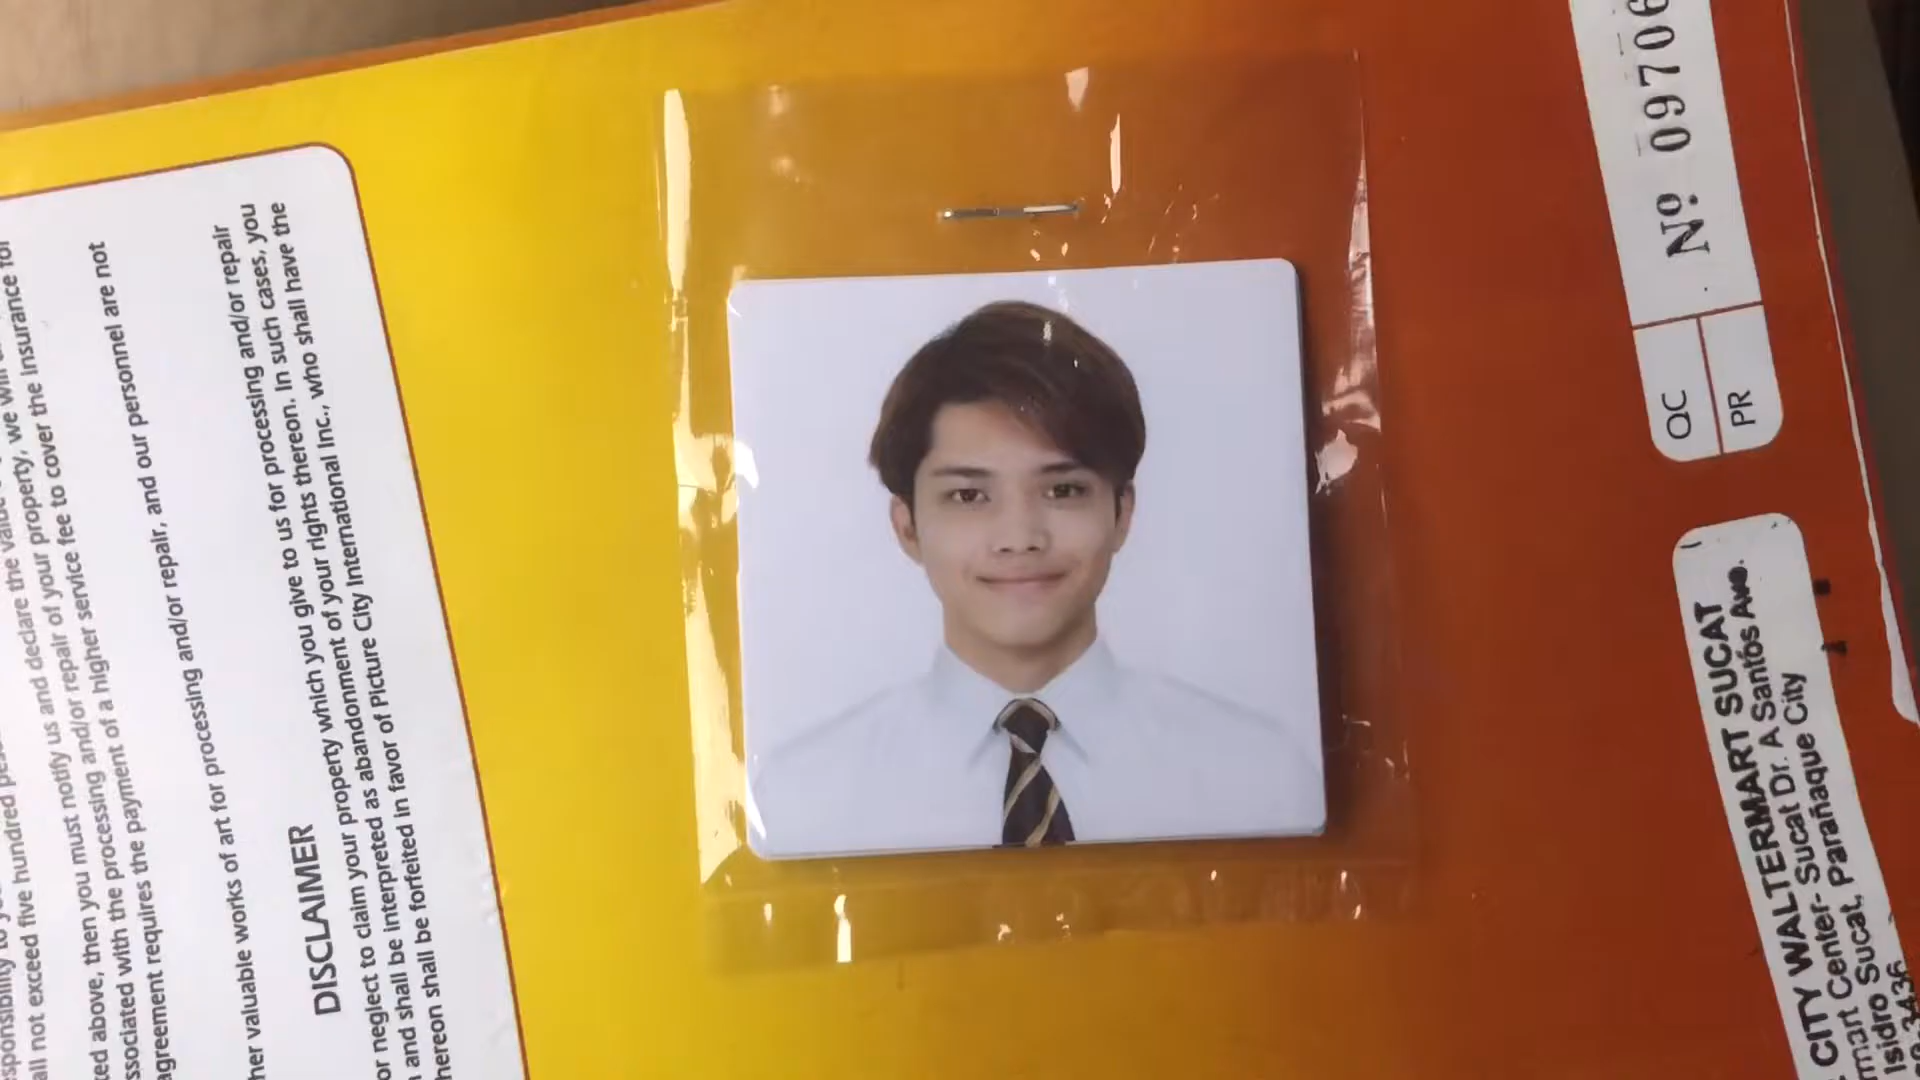 all not exceed five hundred
ted above, then you must notify us and declare the value your property, we will
ssociated with the processing and/or repair of your property to cover the insurance for
agreement requires the payment of a higher service fee
her valuable works of art for processing and/or repair, and our personnel are not
DISCLAIMER
or neglect to claim your property which you give to us for processing and/or repair
and shall be interpreted as abandonment of your rights thereon. In such cases, you
hereon shall be forfeited in favor of Picture City International Inc., who shall have the
Nº 09706
QC
PR
CITY WALTERMART SUCAT
rmart Center- Sucat Dr. A Santos Ave.
Isidro Sucat, Parañaque City
3436